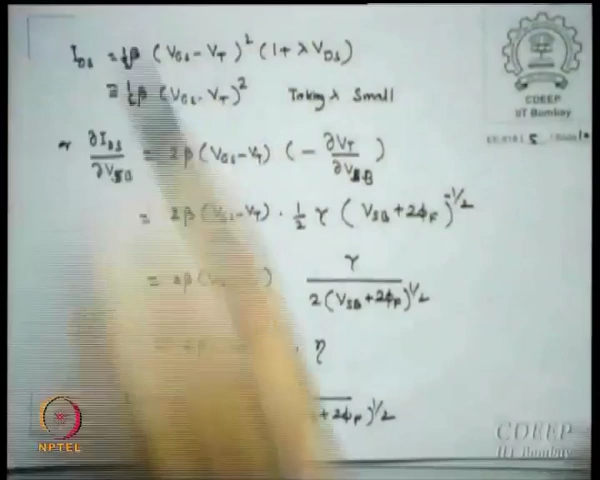 I_DS = ½β (V_GS - V_T)² (1 + λ V_DS)
≡ ½β (V_GS - V_T)² Taking λ Small
∂I_DS / ∂V_SB = 2β (V_GS - V_T) ( - ∂V_T / ∂V_SB )
= 2β (V_GS - V_T) · ½ γ ( V_SB + 2ϕ_F )^-1/2
= 2β ( ) γ / 2(V_SB + 2ϕ_F)^1/2
· η
+ 2ϕ_F)^1/2
CDEEP
IIT Bombay
NPTEL
CDEEP
IIT Bombay